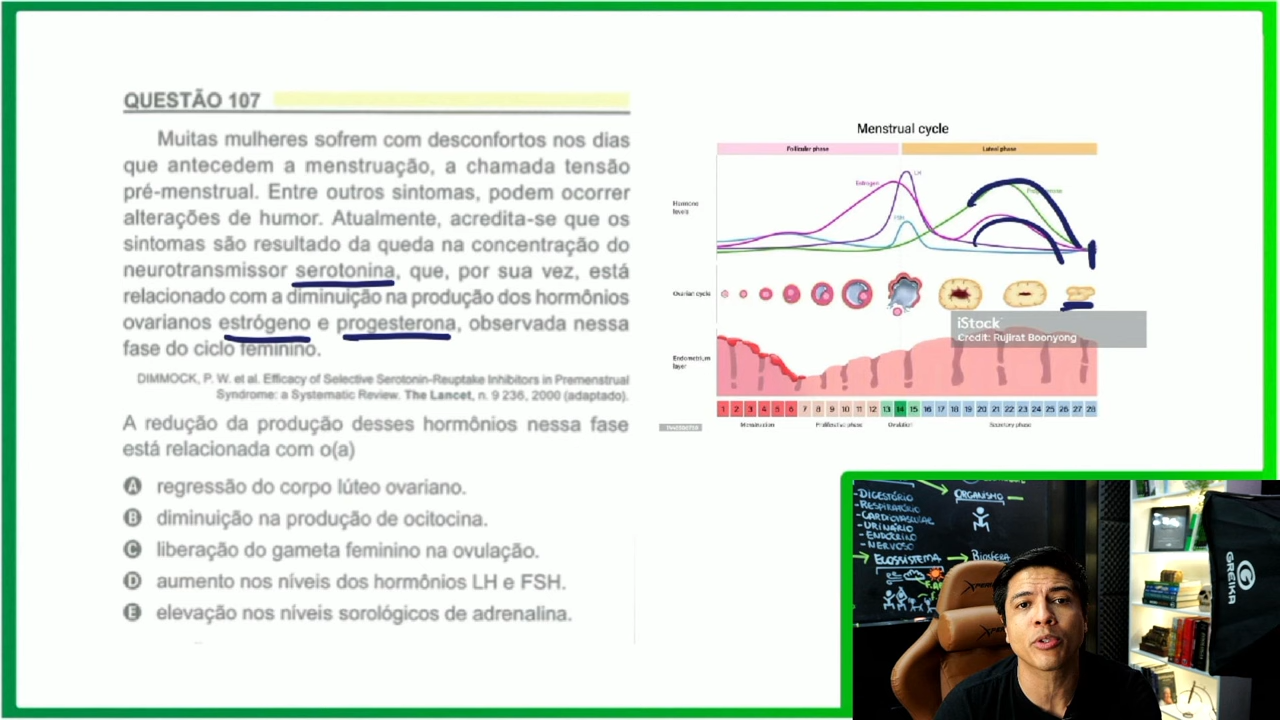 QUESTÃO 107
Muitas mulheres sofrem com desconfortos nos dias
que antecedem a menstruação, a chamada tensão
pré-menstrual. Entre outros sintomas, podem ocorrer
alterações de humor. Atualmente, acredita-se que os
sintomas são resultado da queda na concentração do
neurotransmissor serotonina, que, por sua vez, está
relacionado com a diminuição na produção dos hormônios
ovarianos estrógeno e progesterona, observada nessa
fase do ciclo feminino.
DIMMOCK, P. W. et al. Efficacy of Selective Serotonin-Reuptake Inhibitors in Premenstrual
Syndrome: a Systematic Review. The Lancet, n. 9 236, 2000 (adaptado).
A redução da produção desses hormônios nessa fase
está relacionada com o(a)
A regressão do corpo lúteo ovariano.
B diminuição na produção de ocitocina.
C liberação do gameta feminino na ovulação.
D aumento nos níveis dos hormônios LH e FSH.
E elevação nos níveis sorológicos de adrenalina.
Menstrual cycle
Follicular phase
Luteal phase
Hormone
levels
Estrogen
LH
FSH
Ovarian cycle
iStock
Credit: Rujirat Boonyong
Endometrium
layer
1 2 3 4 5 6 7 8 9 10 11 12 13 14 15 16 17 18 19 20 21 22 23 24 25 26 27 28
Menstruation
Proliferative phase
Ovulation
Secretory phase
-DIGESTÓRIO
-RESPIRATÓRIO
-CARDIOVASCULAR
-URINÁRIO
-ENDÓCRINO
-NERVOSO
ORGANISMO
ECOSSISTEMA
BIOSFERA
GREIKA